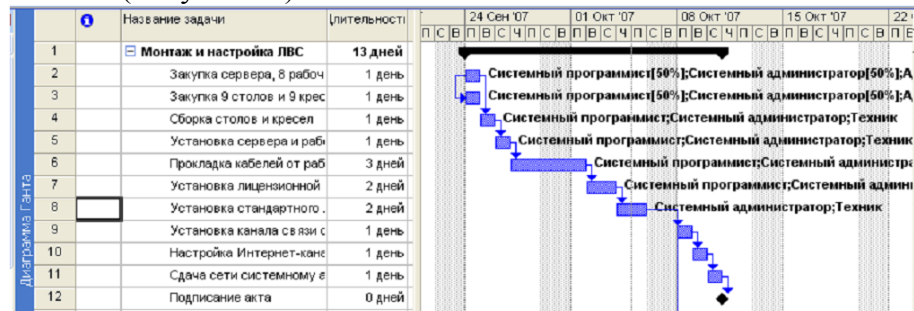 Название задачи
24 Сен '07 01 Окт '07 08 Окт '07 15 Окт '07 22
П С В П В С Ч П С В П В С Ч П С В П В С Ч П С В П В С Ч П С В П
1 Монтаж и настройка ЛВС 13 дней
2 Закупка сервера, 8 рабоч 1 день Системный программист[50%];Системный администратор[50%];А
3 Закупка 9 столов и 9 крес 1 день Системный программист[50%];Системный администратор[50%];А
4 Сборка столов и кресел 1 день Системный программист;Системный администратор;Техник
5 Установка сервера и раб 1 день Системный программист;Системный администратор;Техник
6 Прокладка кабелей от раб 3 дней Системный программист;Системный администра
7 Установка лицензионной 2 дней Системный программист;Системный админи
8 Установка стандартного 2 дней Системный администратор;Техник
9 Установка канала связи с 1 день
10 Настройка Интернет-кана 1 день
11 Сдача сети системному а 1 день
12 Подписание акта 0 дней
Диаграмма Ганта